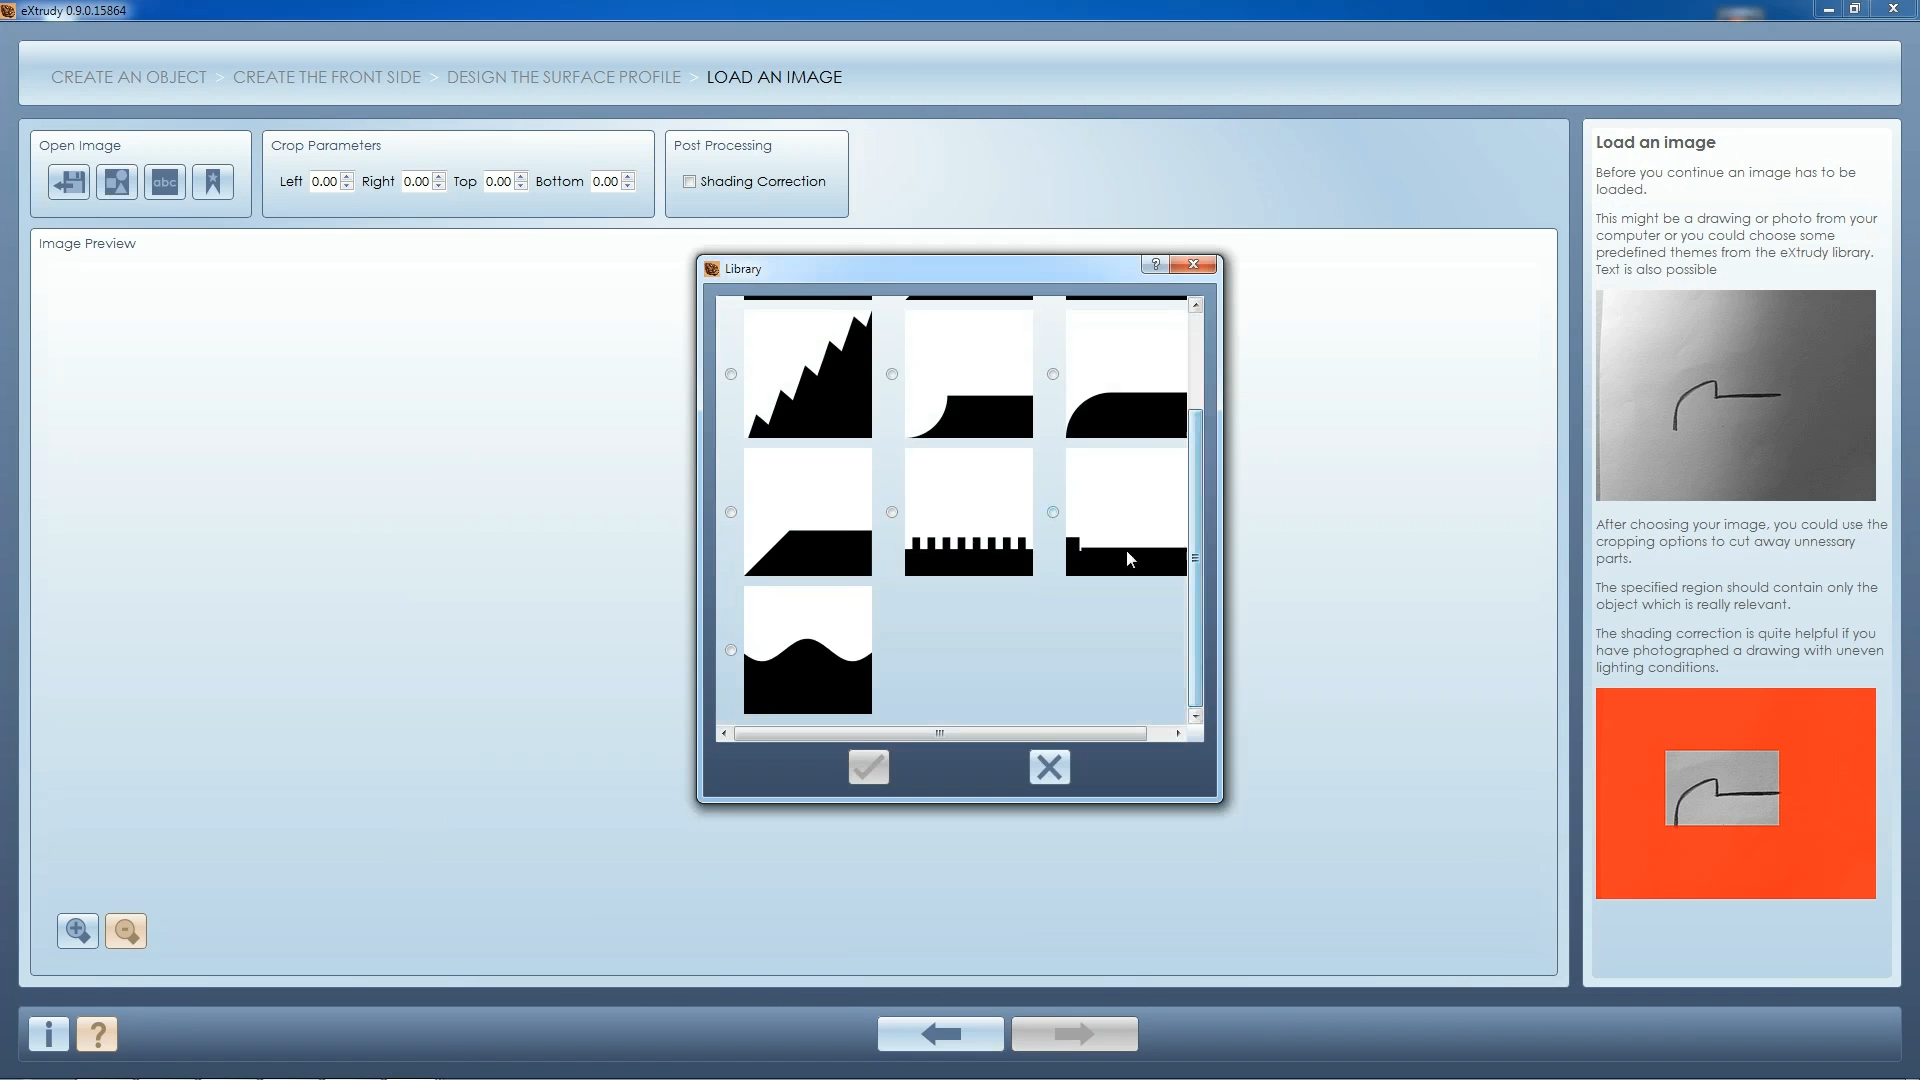 eXtrudy 0.9.0.15864
CREATE AN OBJECT > CREATE THE FRONT SIDE > DESIGN THE SURFACE PROFILE > LOAD AN IMAGE
Open Image
abc
Crop Parameters
Left 0.00 Right 0.00 Top 0.00 Bottom 0.00
Post Processing
Shading Correction
Image Preview
Library
Load an image
Before you continue an image has to be
loaded.
This might be a drawing or photo from your
computer or you could choose some
predefined themes from the eXtrudy library.
Text is also possible
After choosing your image, you could use the
cropping options to cut away unnessary
parts.
The specified region should contain only the
object which is really relevant.
The shading correction is quite helpful if you
have photographed a drawing with uneven
lighting conditions.